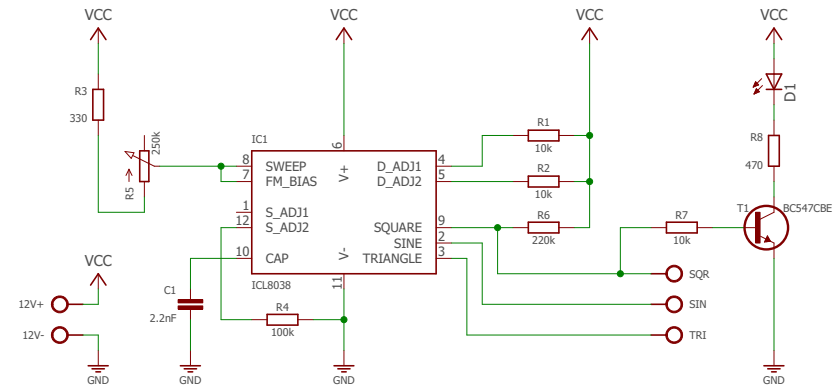 VCC
VCC
VCC
VCC
R3
330
250k
R5
IC1
6
V+
8
SWEEP
7
FM_BIAS
1
S_ADJ1
12
S_ADJ2
10
CAP
D_ADJ1
4
D_ADJ2
5
SQUARE
9
SINE
2
TRIANGLE
3
V-
11
ICL8038
R1
10k
R2
10k
R6
220k
D1
R8
470
T1
BC547CBE
R7
10k
VCC
12V+
12V-
GND
C1
2.2nF
GND
R4
100k
GND
SQR
SIN
TRI
GND